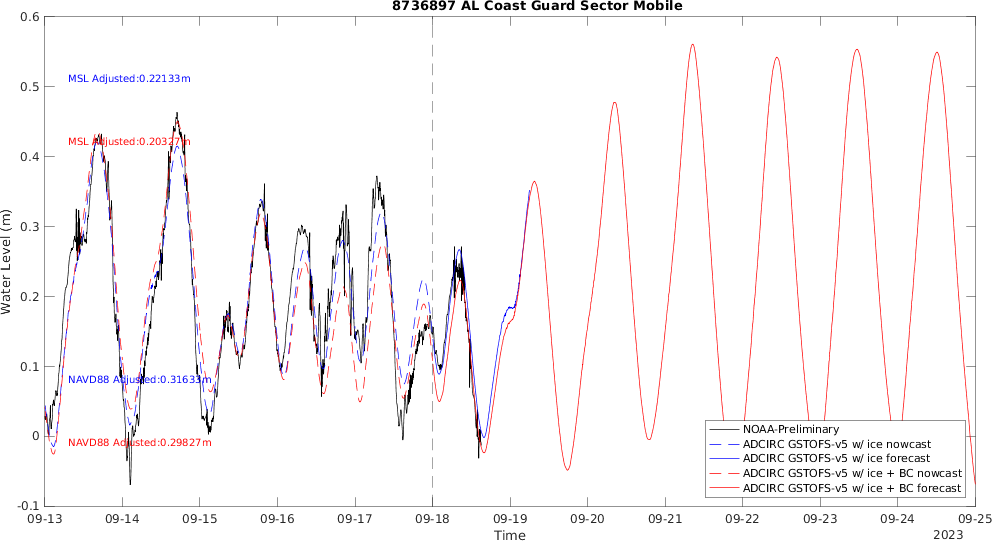 8736897 AL Coast Guard Sector Mobile
Water Level (m)
0.6
0.5
0.4
0.3
0.2
0.1
0
-0.1
MSL Adjusted:0.22133m
MSL Adjusted:0.20327m
NAVD88 Adjusted:0.31633m
NAVD88 Adjusted:0.29827m
NOAA-Preliminary
ADCIRC GSTOFS-v5 w/ ice nowcast
ADCIRC GSTOFS-v5 w/ ice forecast
ADCIRC GSTOFS-v5 w/ ice + BC nowcast
ADCIRC GSTOFS-v5 w/ ice + BC forecast
09-13 09-14 09-15 09-16 09-17 09-18 09-19 09-20 09-21 09-22 09-23 09-24 09-25
Time
2023